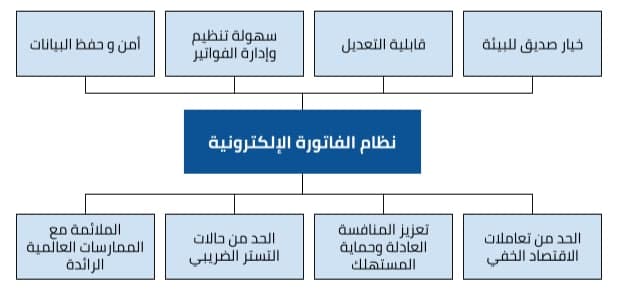 خيار صديق للبيئة
قابلية التعديل
سهولة تنظيم
وإدارة الفواتير
أمن و حفظ البيانات
نظام الفاتورة الإلكترونية
الحد من تعاملات
الاقتصاد الخفي
تعزيز المنافسة
العادلة وحماية
المستهلك
الحد من حالات
التستر الضريبي
الملائمة مع
الممارسات العالمية
الرائدة